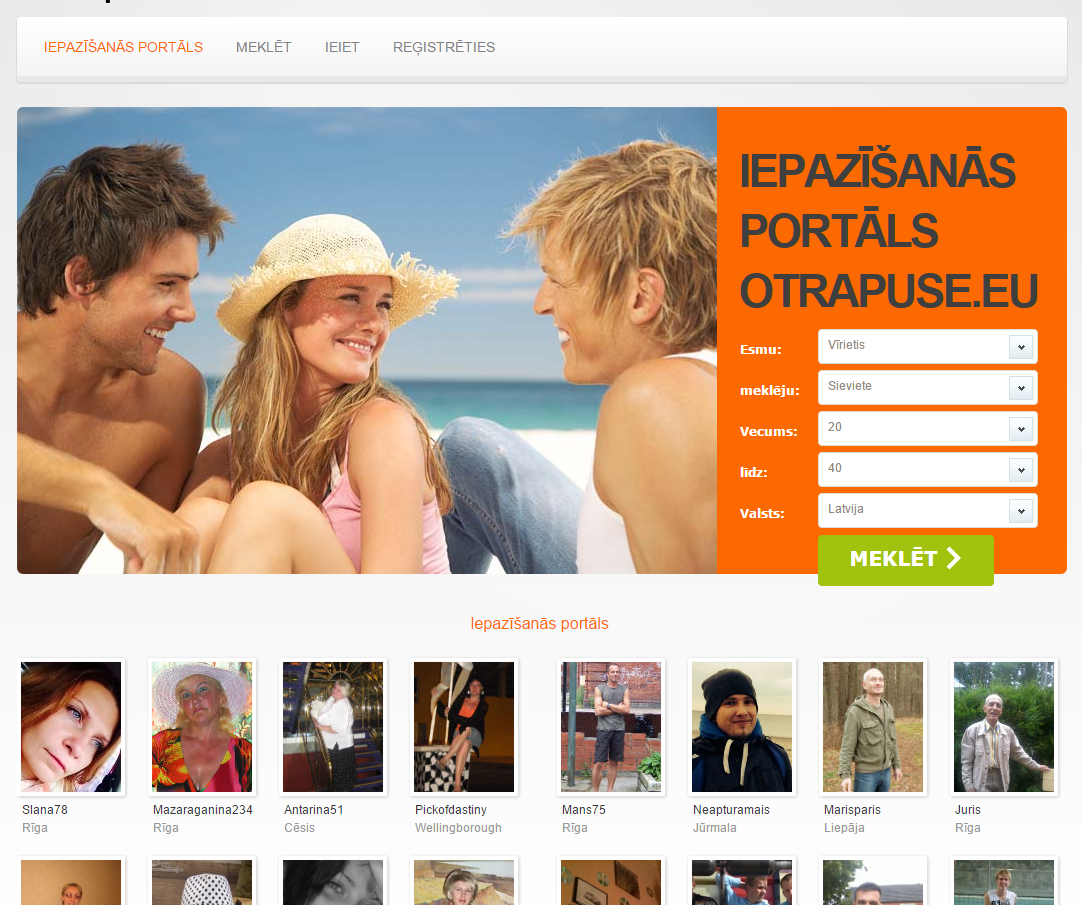 IEPAZĪŠANĀS PORTĀLS MEKLĒT IEIET REĢISTRĒTIES
IEPAZĪŠANĀS
PORTĀLS
OTRAPUSE.EU
Esmu: Vīrietis
meklēju: Sieviete
Vecums: 20
līdz: 40
Valsts: Latvija
MEKLĒT
Iepazīšanās portāls
Slana78 Mazaraganina234 Antarina51 Pickofdastiny Mans75 Neapturamais Marisparis Juris
Rīga Rīga Cēsis Wellingborough Rīga Jūrmala Liepāja Rīga